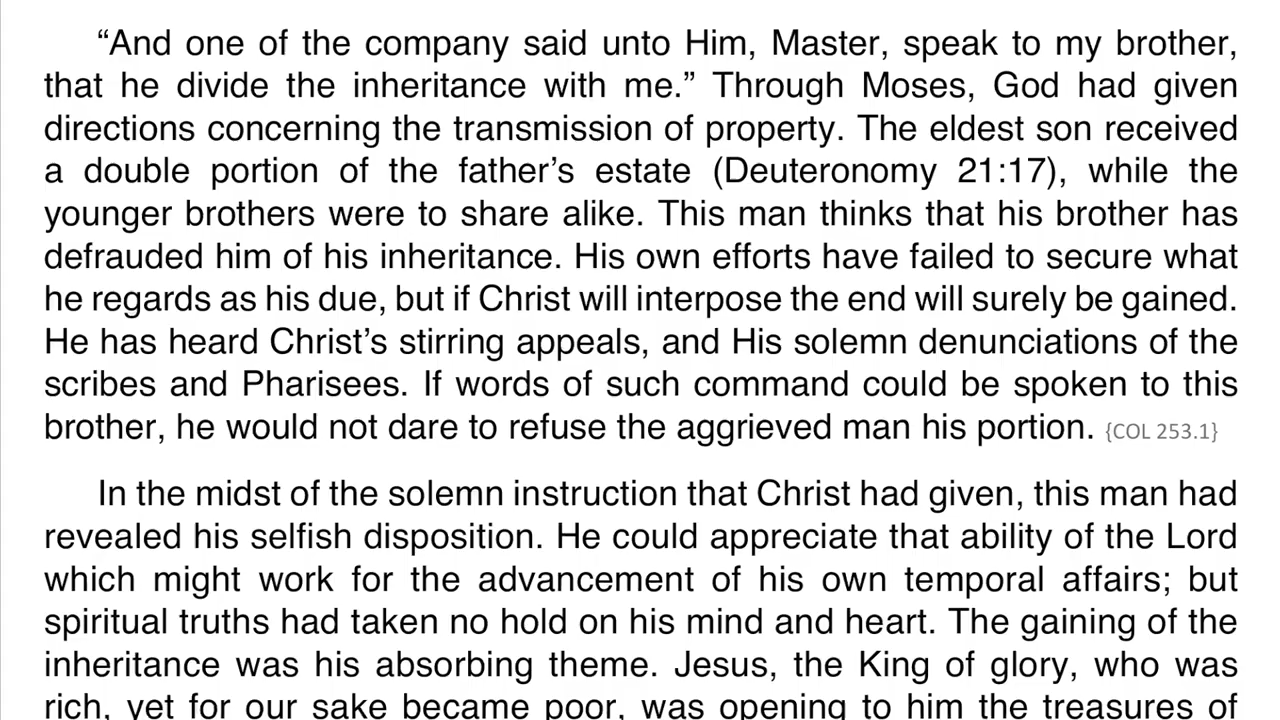 “And one of the company said unto Him, Master, speak to my brother,
that he divide the inheritance with me.” Through Moses, God had given
directions concerning the transmission of property. The eldest son received
a double portion of the father’s estate (Deuteronomy 21:17), while the
younger brothers were to share alike. This man thinks that his brother has
defrauded him of his inheritance. His own efforts have failed to secure what
he regards as his due, but if Christ will interpose the end will surely be gained.
He has heard Christ’s stirring appeals, and His solemn denunciations of the
scribes and Pharisees. If words of such command could be spoken to this
brother, he would not dare to refuse the aggrieved man his portion. {COL 253.1}
In the midst of the solemn instruction that Christ had given, this man had
revealed his selfish disposition. He could appreciate that ability of the Lord
which might work for the advancement of his own temporal affairs; but
spiritual truths had taken no hold on his mind and heart. The gaining of the
inheritance was his absorbing theme. Jesus, the King of glory, who was
rich, yet for our sake became poor, was opening to him the treasures of